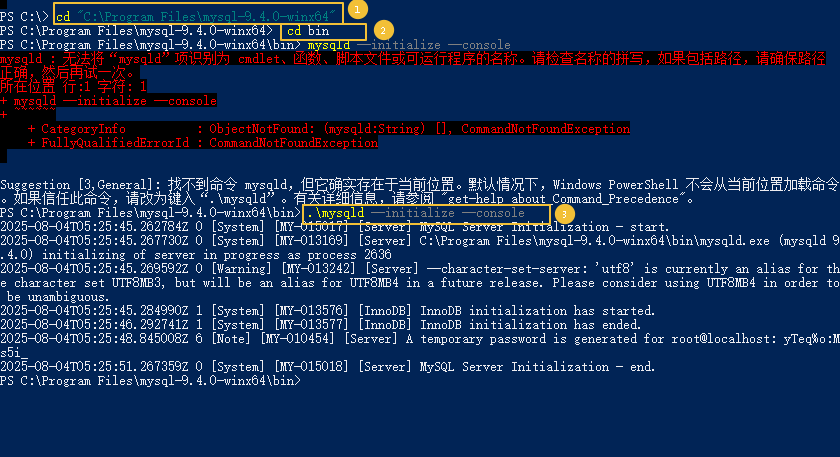 PS C:\> cd "C:\Program Files\mysql-9.4.0-winx64"
1
PS C:\Program Files\mysql-9.4.0-winx64> cd bin
2
PS C:\Program Files\mysql-9.4.0-winx64\bin> mysqld --initialize --console
mysqld : 无法将“mysqld”项识别为 cmdlet、函数、脚本文件或可运行程序的名称。请检查名称的拼写，如果包括路径，请确保路径
正确，然后再试一次。
所在位置 行:1 字符: 1
+ mysqld --initialize --console
+ ~~~~~~
+ CategoryInfo : ObjectNotFound: (mysqld:String) [], CommandNotFoundException
+ FullyQualifiedErrorId : CommandNotFoundException
Suggestion [3,General]: 找不到命令 mysqld，但它确实存在于当前位置。默认情况下，Windows PowerShell 不会从当前位置加载命令
。如果信任此命令，请改为键入“.\mysqld”。有关详细信息，请参阅 "get-help about_Command_Precedence"。
PS C:\Program Files\mysql-9.4.0-winx64\bin> .\mysqld --initialize --console
3
2025-08-04T05:25:45.262784Z 0 [System] [MY-015017] [Server] MySQL Server Initialization - start.
2025-08-04T05:25:45.267730Z 0 [System] [MY-013169] [Server] C:\Program Files\mysql-9.4.0-winx64\bin\mysqld.exe (mysqld 9
.4.0) initializing of server in progress as process 2636
2025-08-04T05:25:45.269592Z 0 [Warning] [MY-013242] [Server] --character-set-server: 'utf8' is currently an alias for th
e character set UTF8MB3, but will be an alias for UTF8MB4 in a future release. Please consider using UTF8MB4 in order to
be unambiguous.
2025-08-04T05:25:45.284990Z 1 [System] [MY-013576] [InnoDB] InnoDB initialization has started.
2025-08-04T05:25:46.292741Z 1 [System] [MY-013577] [InnoDB] InnoDB initialization has ended.
2025-08-04T05:25:48.845008Z 6 [Note] [MY-010454] [Server] A temporary password is generated for root@localhost: yTeq%o:M
s5i_
2025-08-04T05:25:51.267359Z 0 [System] [MY-015018] [Server] MySQL Server Initialization - end.
PS C:\Program Files\mysql-9.4.0-winx64\bin>